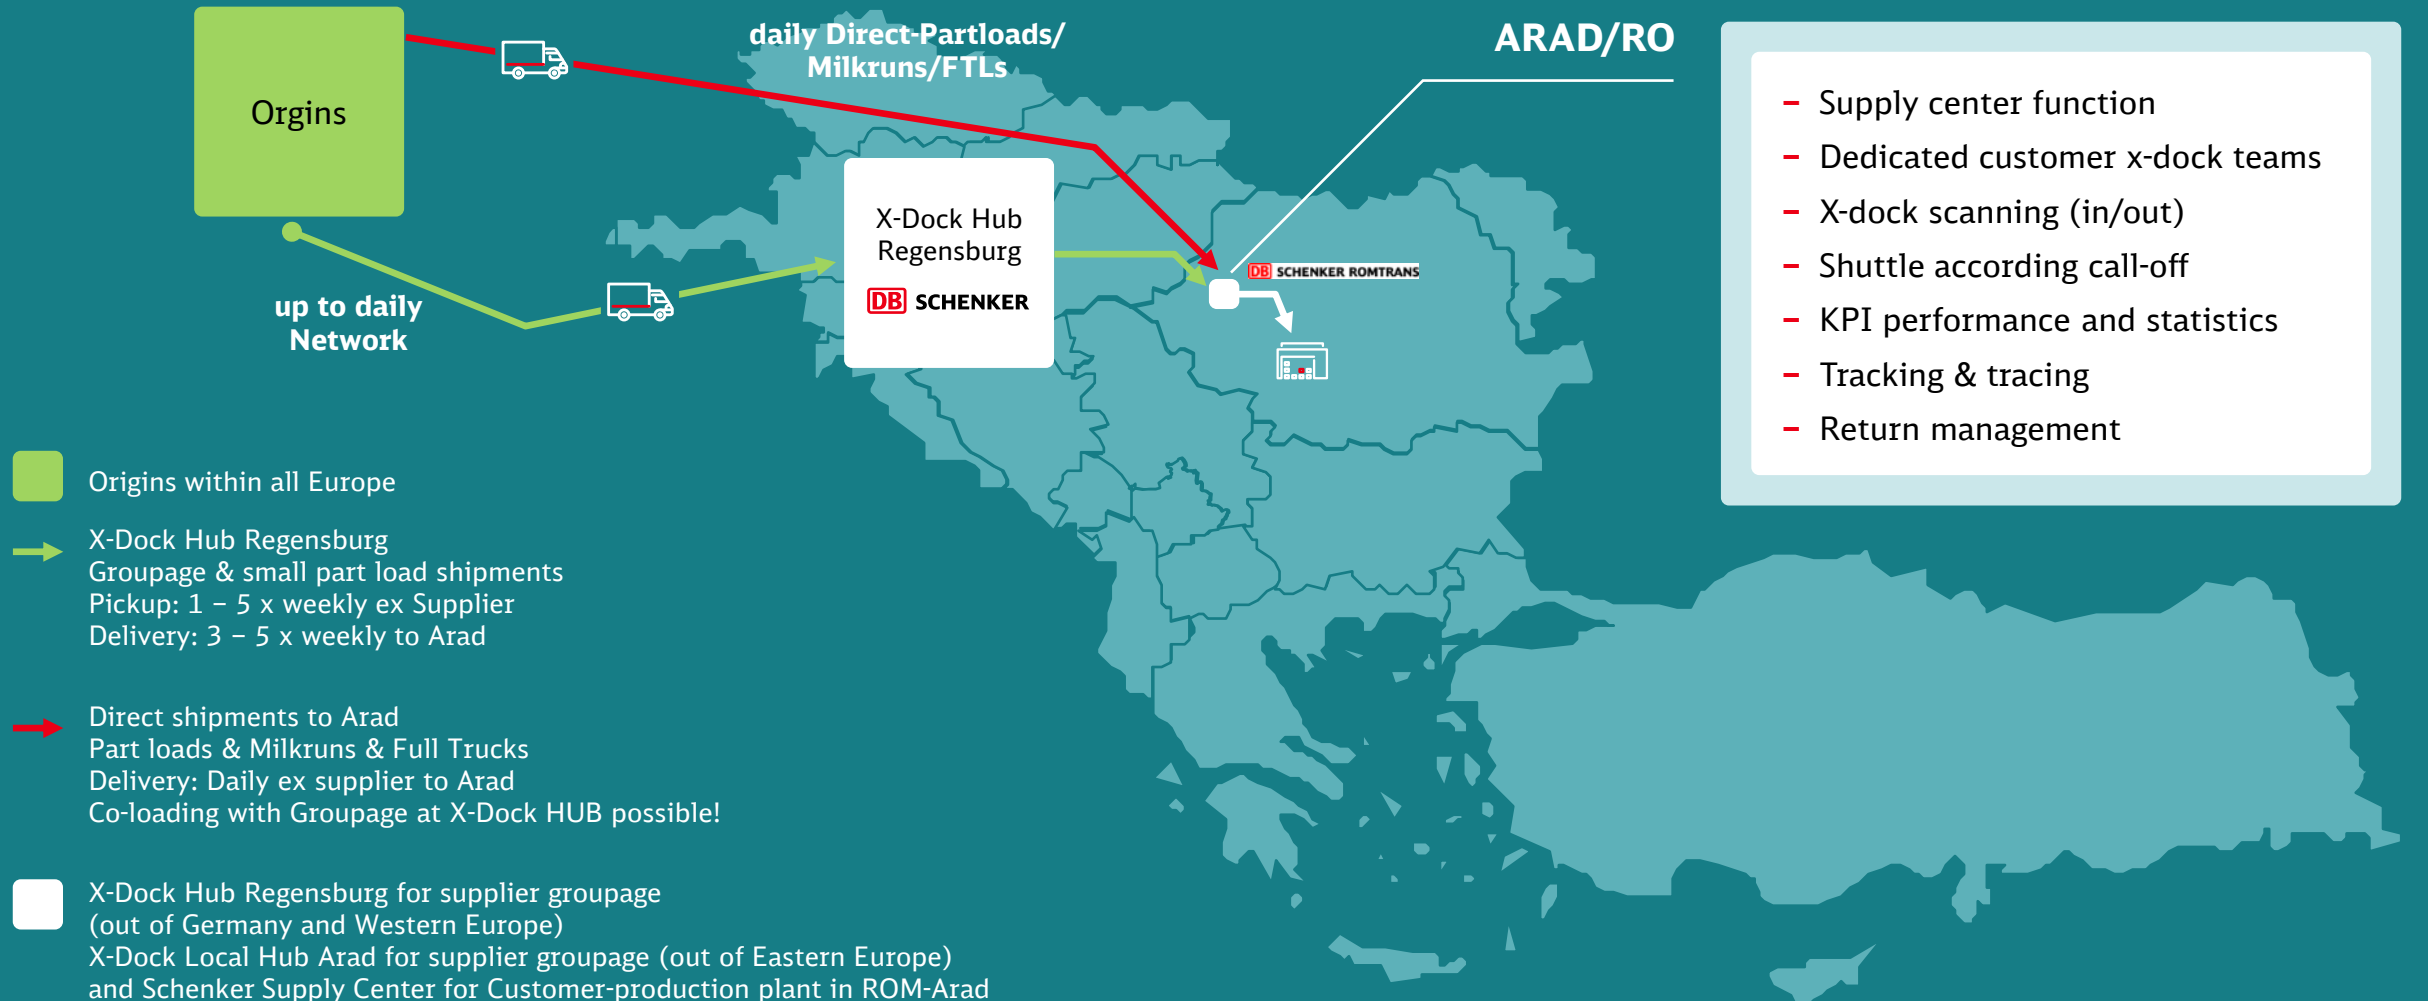 Orgins
daily Direct-Partloads/
Milkruns/FTLs
ARAD/RO
up to daily
Network
X-Dock Hub
Regensburg
DB SCHENKER
DB SCHENKER ROMTRANS
– Supply center function
– Dedicated customer x-dock teams
– X-dock scanning (in/out)
– Shuttle according call-off
– KPI performance and statistics
– Tracking & tracing
– Return management
Origins within all Europe
X-Dock Hub Regensburg
Groupage & small part load shipments
Pickup: 1 – 5 x weekly ex Supplier
Delivery: 3 – 5 x weekly to Arad
Direct shipments to Arad
Part loads & Milkruns & Full Trucks
Delivery: Daily ex supplier to Arad
Co-loading with Groupage at X-Dock HUB possible!
X-Dock Hub Regensburg for supplier groupage
(out of Germany and Western Europe)
X-Dock Local Hub Arad for supplier groupage (out of Eastern Europe)
and Schenker Supply Center for Customer-production plant in ROM-Arad